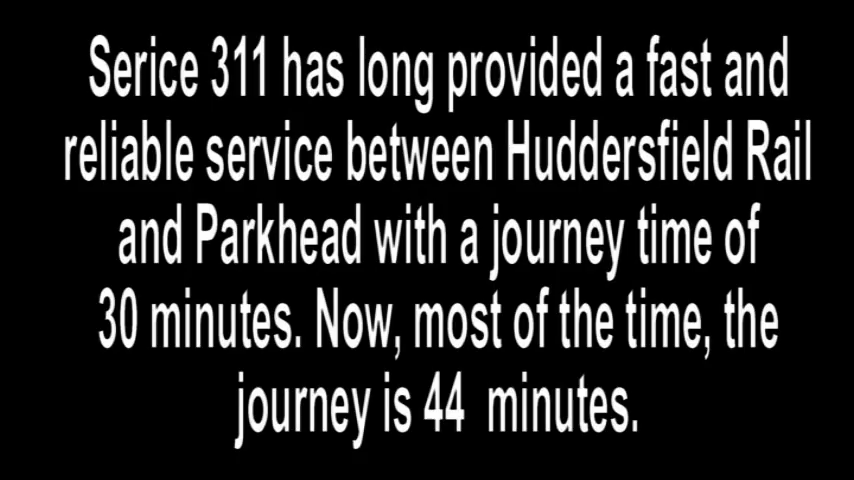 Serice 311 has long provided a fast and
reliable service between Huddersfield Rail
and Parkhead with a journey time of
30 minutes. Now, most of the time, the
journey is 44  minutes.